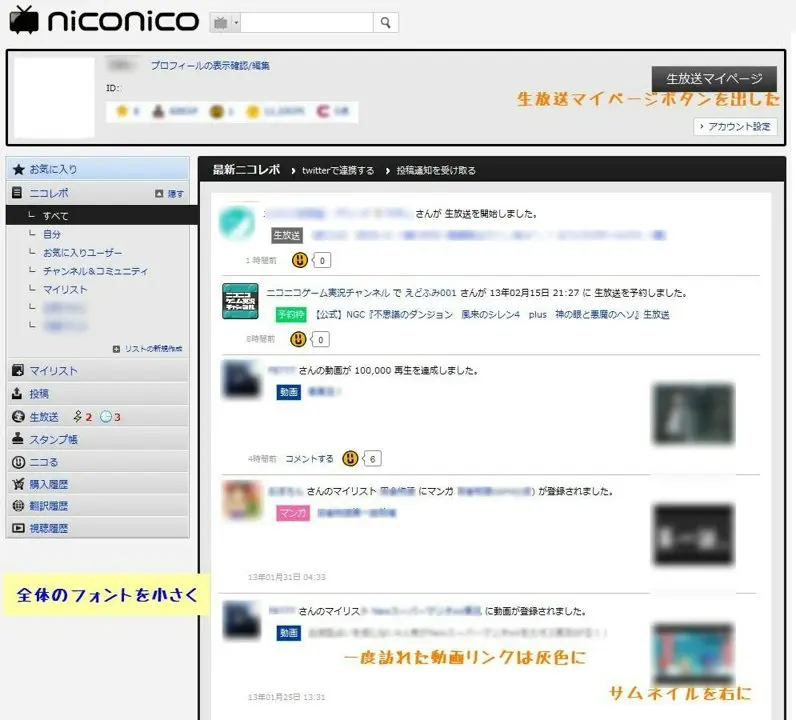 niconico
プロフィールの表示確認/編集
ID:
生放送マイページ
生放送マイページボタンを出した
アカウント設定
お気に入り
ニコレポ 隠す
すべて
自分
お気に入りユーザー
チャンネル&コミュニティ
マイリスト
リストの新規作成
マイリスト
投稿
生放送 2 3
スタンプ帳
ニコる
購入履歴
翻訳履歴
視聴履歴
全体のフォントを小さく
最新ニコレポ twitterで連携する 投稿通知を受け取る
さんが 生放送を開始しました。
生放送
1時間前 0
ニコニコゲーム実況チャンネル で えどふみ001 さんが 13年02月15日 21:27 に 生放送を予約しました。
予約枠 【公式】NGC『不思議のダンジョン 風来のシレン4 plus 神の眼と悪魔のヘソ』生放送
8時間前 0
さんの動画が 100,000 再生を達成しました。
動画
4時間前 コメントする 6
さんのマイリスト にマンガ が登録されました。
マンガ
13年01月31日 04:33
さんのマイリスト に動画が登録されました。
動画
一度訪れた動画リンクは灰色に
サムネイルを右に
13年01月25日 13:31